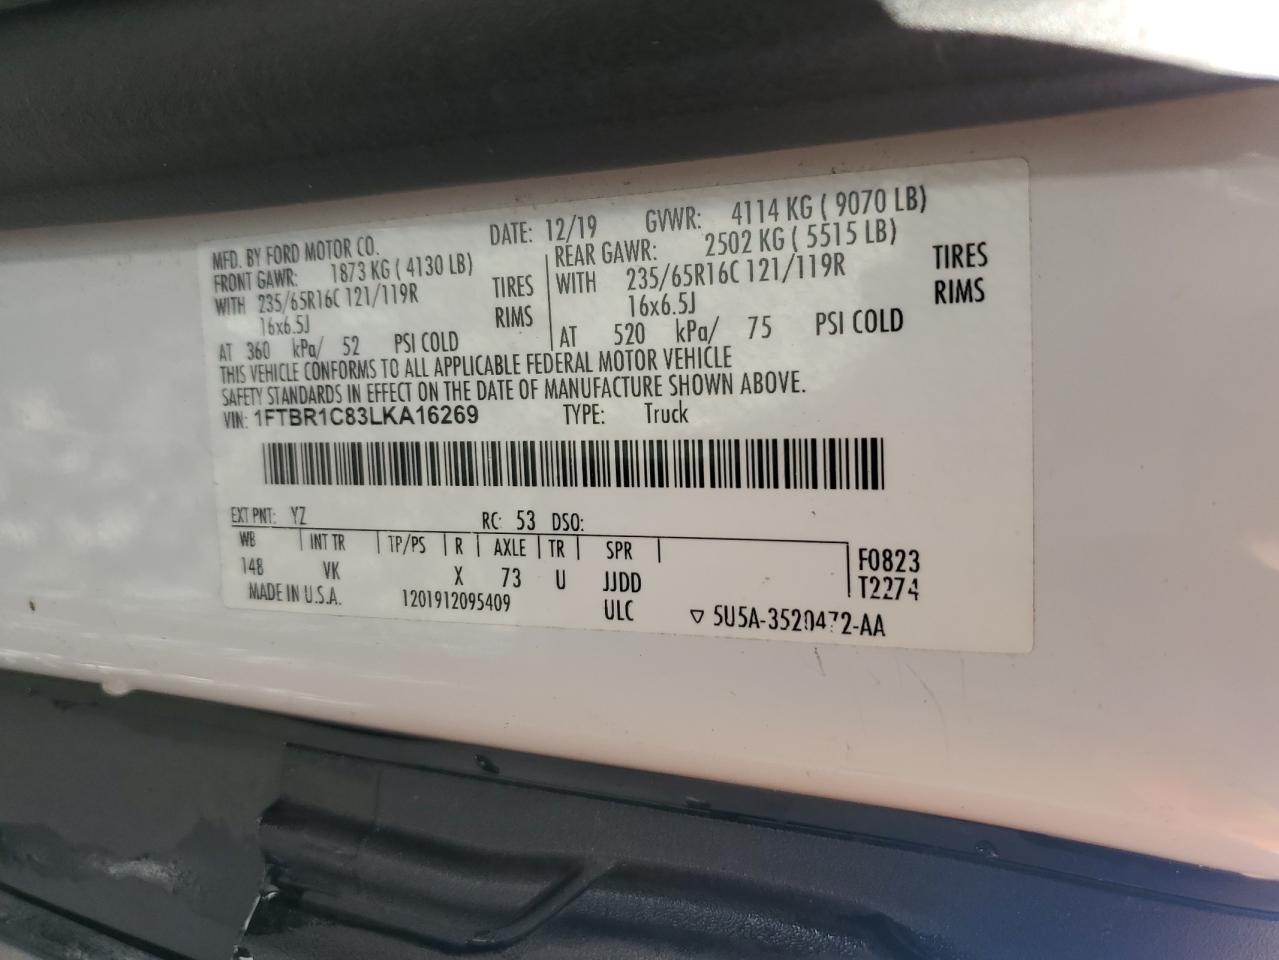 MFD. BY FORD MOTOR CO. DATE: 12/19 GVWR: 4114 KG ( 9070 LB)
FRONT GAWR: 1873 KG ( 4130 LB) REAR GAWR: 2502 KG ( 5515 LB)
WITH 235/65R16C 121/119R TIRES WITH 235/65R16C 121/119R TIRES
16x6.5J RIMS 16x6.5J RIMS
AT 360 kPa/ 52 PSI COLD AT 520 kPa/ 75 PSI COLD
THIS VEHICLE CONFORMS TO ALL APPLICABLE FEDERAL MOTOR VEHICLE
SAFETY STANDARDS IN EFFECT ON THE DATE OF MANUFACTURE SHOWN ABOVE.
VIN: 1FTBR1C83LKA16269 TYPE: Truck
EXT PNT: YZ RC: 53 DSO:
WB INT TR TP/PS R AXLE TR SPR F0823
148 VK X 73 U JJDD T2274
MADE IN U.S.A. 1201912095409 ULC ▽ 5U5A-3520472-AA